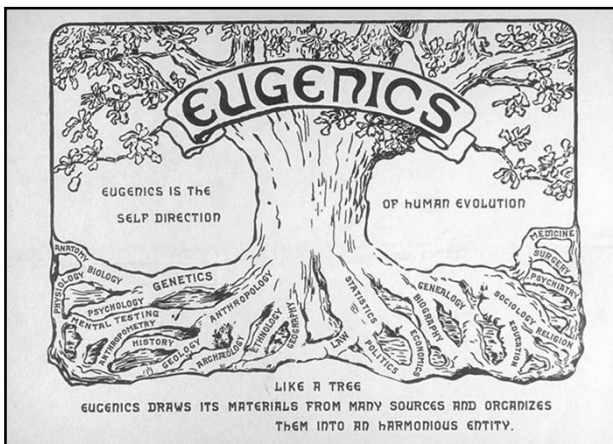 EUGENICS
EUGENICS IS THE
SELF DIRECTION
OF HUMAN EVOLUTION
ANATOMY
PHYSIOLOGY
BIOLOGY
GENETICS
PSYCHOLOGY
MENTAL TESTING
ANTHROPOMETRY
HISTORY
GEOLOGY
ANTHROPOLOGY
ARCHÆOLOGY
ETHNOLOGY
GEOGRAPHY
LAW
STATISTICS
POLITICS
ECONOMICS
BIOGRAPHY
GENEALOGY
EDUCATION
SOCIOLOGY
RELIGION
PSYCHIATRY
SURGERY
MEDICINE
LIKE A TREE
EUGENICS DRAWS ITS MATERIALS FROM MANY SOURCES AND ORGANIZES
THEM INTO AN HARMONIOUS ENTITY.